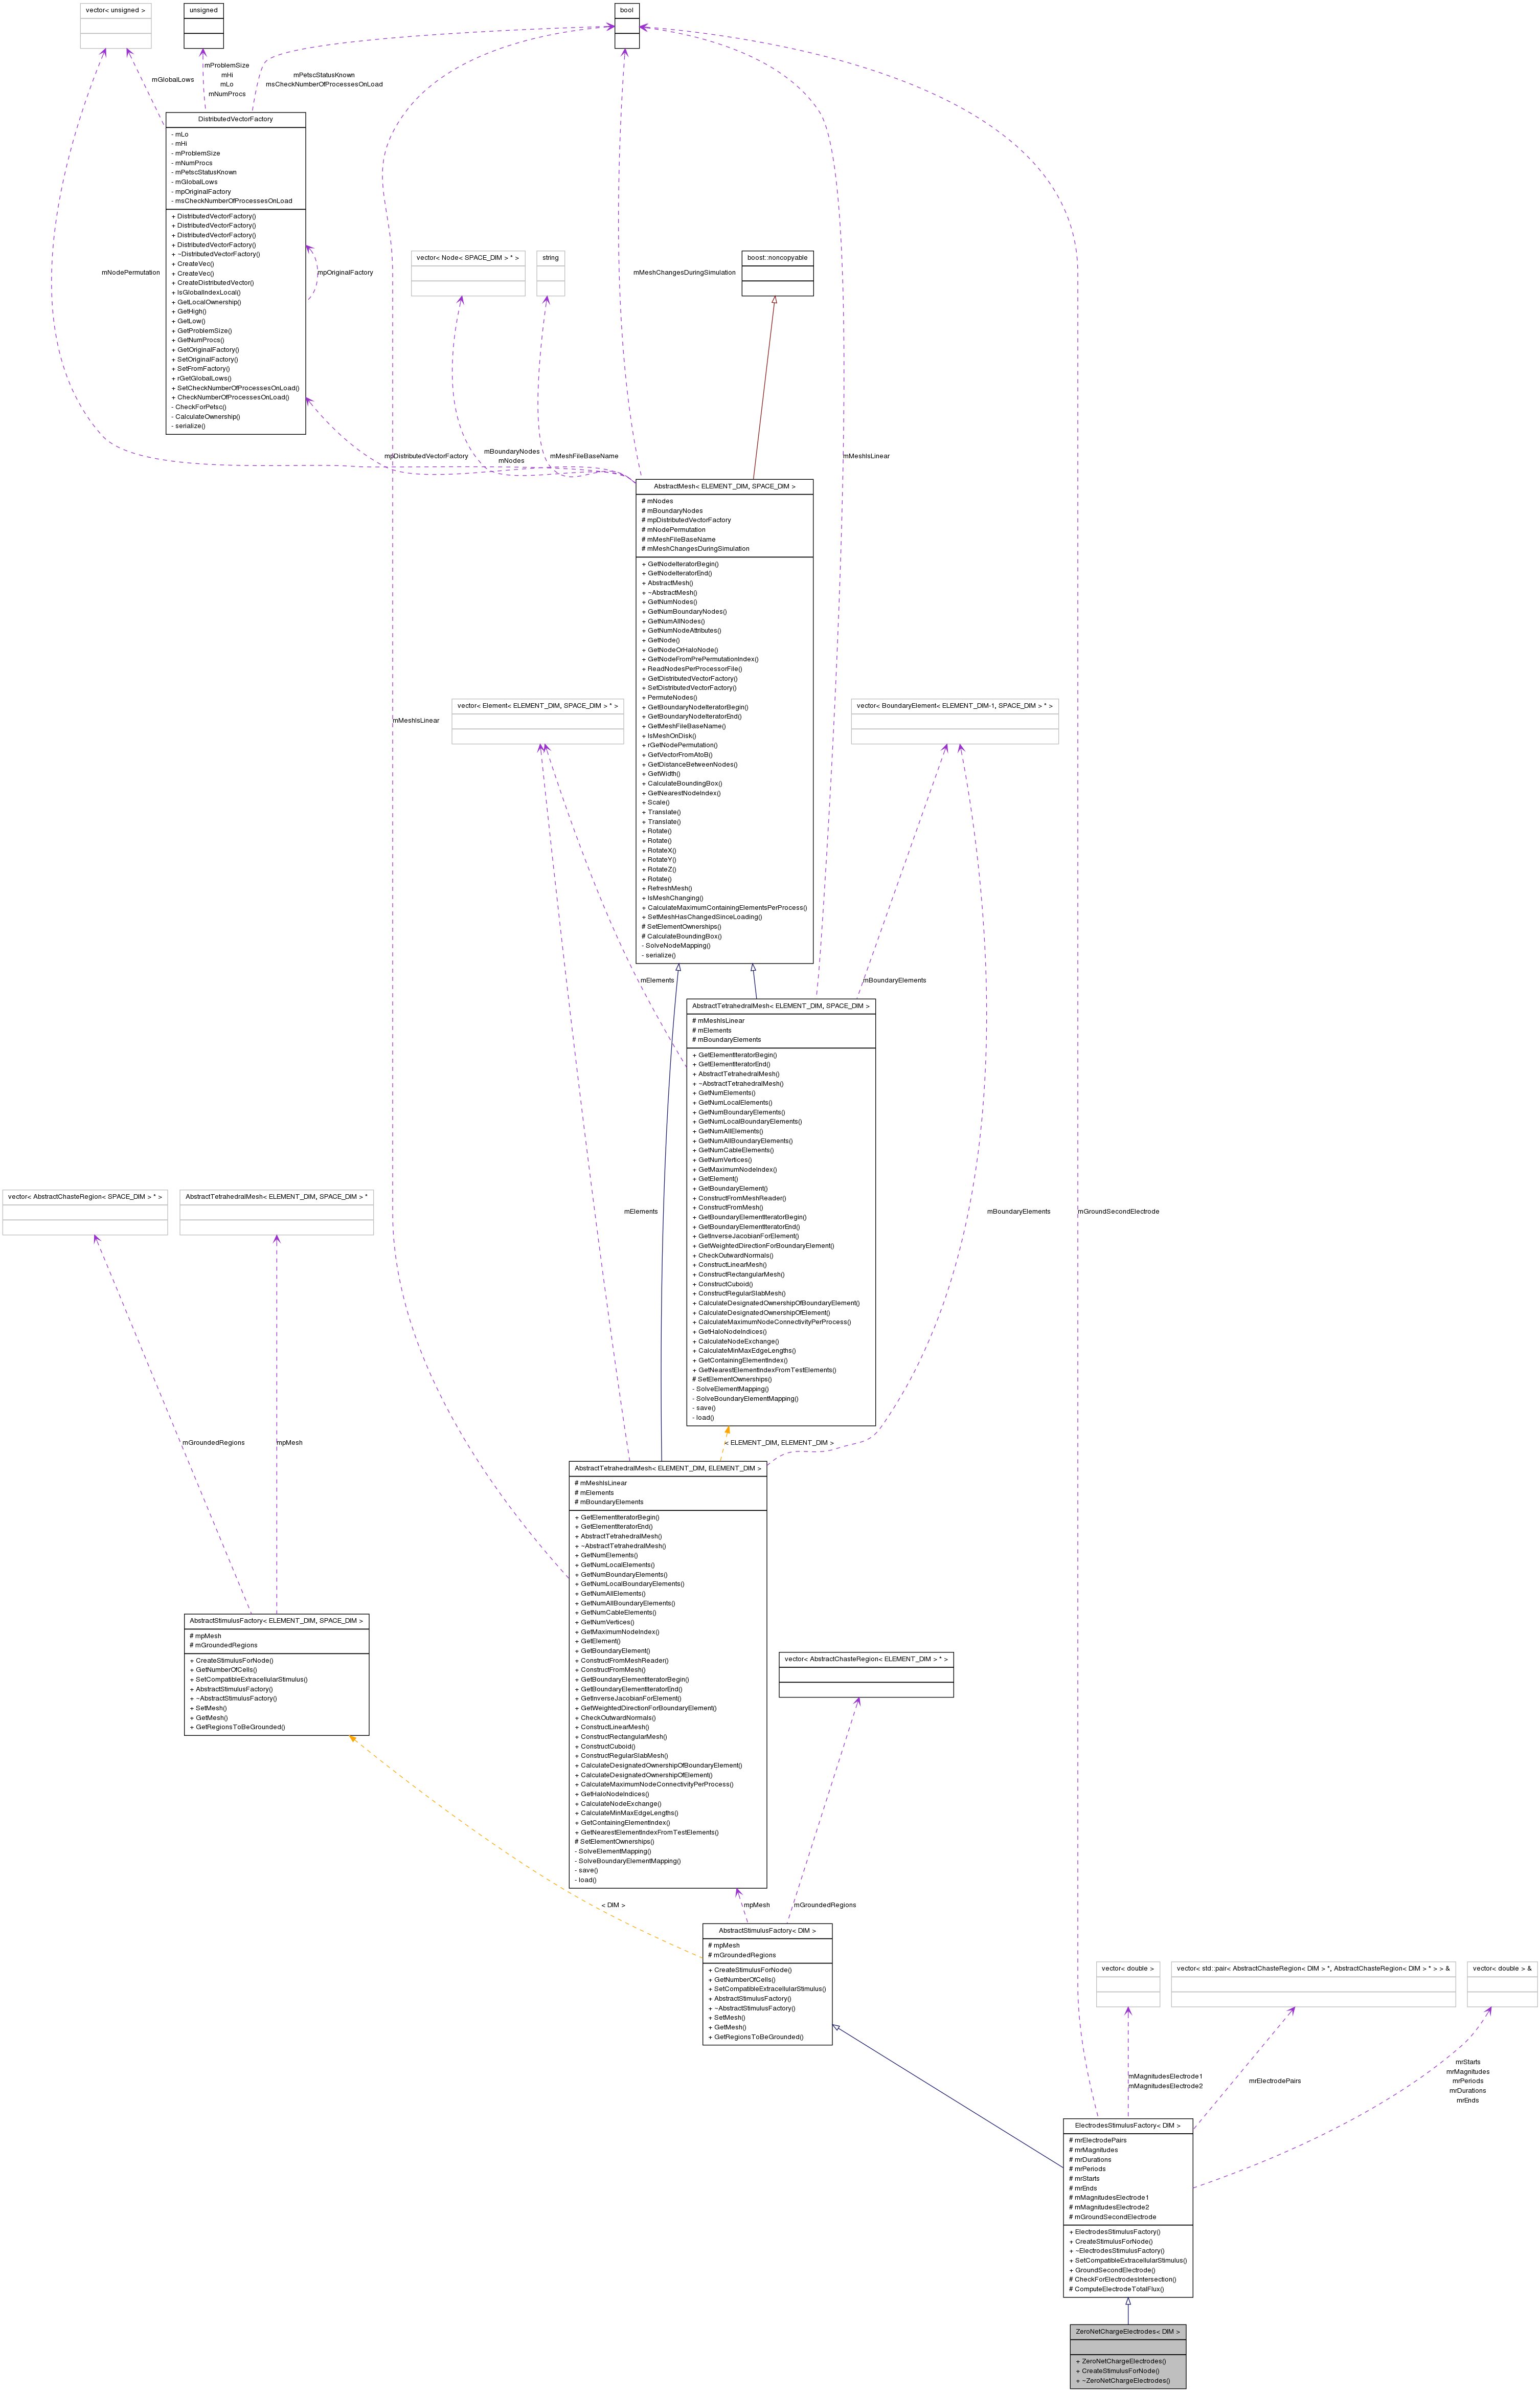 vector< unsigned >
unsigned
bool
mGlobalLows
mProblemSize
mHi
mLo
mNumProcs
mPetscStatusKnown
msCheckNumberOfProcessesOnLoad
DistributedVectorFactory
- mLo
- mHi
- mProblemSize
- mNumProcs
- mPetscStatusKnown
- mGlobalLows
- mpOriginalFactory
- msCheckNumberOfProcessesOnLoad
+ DistributedVectorFactory()
+ DistributedVectorFactory()
+ DistributedVectorFactory()
+ DistributedVectorFactory()
+ ~DistributedVectorFactory()
+ CreateVec()
+ CreateVec()
+ CreateDistributedVector()
+ IsGlobalIndexLocal()
+ GetLocalOwnership()
+ GetHigh()
+ GetLow()
+ GetProblemSize()
+ GetNumProcs()
+ GetOriginalFactory()
+ SetOriginalFactory()
+ SetFromFactory()
+ rGetGlobalLows()
+ SetCheckNumberOfProcessesOnLoad()
+ CheckNumberOfProcessesOnLoad()
- CheckForPetsc()
- CalculateOwnership()
- serialize()
mNodePermutation
mpOriginalFactory
vector< Node< SPACE_DIM > * >
string
mMeshChangesDuringSimulation
boost::noncopyable
mpDistributedVectorFactory
mBoundaryNodes
mNodes
mMeshFileBaseName
mMeshIsLinear
AbstractMesh< ELEMENT_DIM, SPACE_DIM >
# mNodes
# mBoundaryNodes
# mpDistributedVectorFactory
# mNodePermutation
# mMeshFileBaseName
# mMeshChangesDuringSimulation
+ GetNodeIteratorBegin()
+ GetNodeIteratorEnd()
+ AbstractMesh()
+ ~AbstractMesh()
+ GetNumNodes()
+ GetNumBoundaryNodes()
+ GetNumAllNodes()
+ GetNumNodeAttributes()
+ GetNode()
+ GetNodeOrHaloNode()
+ GetNodeFromPrePermutationIndex()
+ ReadNodesPerProcessorFile()
+ GetDistributedVectorFactory()
+ SetDistributedVectorFactory()
+ PermuteNodes()
+ GetBoundaryNodeIteratorBegin()
+ GetBoundaryNodeIteratorEnd()
+ GetMeshFileBaseName()
+ IsMeshOnDisk()
+ rGetNodePermutation()
+ GetVectorFromAtoB()
+ GetDistanceBetweenNodes()
+ GetWidth()
+ CalculateBoundingBox()
+ GetNearestNodeIndex()
+ Scale()
+ Translate()
+ Translate()
+ Rotate()
+ Rotate()
+ RotateX()
+ RotateY()
+ RotateZ()
+ Rotate()
+ RefreshMesh()
+ IsMeshChanging()
+ CalculateMaximumContainingElementsPerProcess()
+ SetMeshHasChangedSinceLoading()
# SetElementOwnerships()
# CalculateBoundingBox()
- SolveNodeMapping()
- serialize()
vector< Element< ELEMENT_DIM, SPACE_DIM > * >
vector< BoundaryElement< ELEMENT_DIM-1, SPACE_DIM > * >
mMeshIsLinear
mElements
mBoundaryElements
AbstractTetrahedralMesh< ELEMENT_DIM, SPACE_DIM >
# mMeshIsLinear
# mElements
# mBoundaryElements
+ GetElementIteratorBegin()
+ GetElementIteratorEnd()
+ AbstractTetrahedralMesh()
+ ~AbstractTetrahedralMesh()
+ GetNumElements()
+ GetNumLocalElements()
+ GetNumBoundaryElements()
+ GetNumLocalBoundaryElements()
+ GetNumAllElements()
+ GetNumAllBoundaryElements()
+ GetNumCableElements()
+ GetNumVertices()
+ GetMaximumNodeIndex()
+ GetElement()
+ GetBoundaryElement()
+ ConstructFromMeshReader()
+ ConstructFromMesh()
+ GetBoundaryElementIteratorBegin()
+ GetBoundaryElementIteratorEnd()
+ GetInverseJacobianForElement()
+ GetWeightedDirectionForBoundaryElement()
+ CheckOutwardNormals()
+ ConstructLinearMesh()
+ ConstructRectangularMesh()
+ ConstructCuboid()
+ ConstructRegularSlabMesh()
+ CalculateDesignatedOwnershipOfBoundaryElement()
+ CalculateDesignatedOwnershipOfElement()
+ CalculateMaximumNodeConnectivityPerProcess()
+ GetHaloNodeIndices()
+ CalculateNodeExchange()
+ CalculateMinMaxEdgeLengths()
+ GetContainingElementIndex()
+ GetNearestElementIndexFromTestElements()
# SetElementOwnerships()
- SolveElementMapping()
- SolveBoundaryElementMapping()
- save()
- load()
vector< AbstractChasteRegion< SPACE_DIM > * >
AbstractTetrahedralMesh< ELEMENT_DIM, SPACE_DIM > *
mElements
mBoundaryElements
mGroundSecondElectrode
mGroundedRegions
mpMesh
< ELEMENT_DIM, ELEMENT_DIM >
AbstractTetrahedralMesh< ELEMENT_DIM, ELEMENT_DIM >
# mMeshIsLinear
# mElements
# mBoundaryElements
+ GetElementIteratorBegin()
+ GetElementIteratorEnd()
+ AbstractTetrahedralMesh()
+ ~AbstractTetrahedralMesh()
+ GetNumElements()
+ GetNumLocalElements()
+ GetNumBoundaryElements()
+ GetNumLocalBoundaryElements()
+ GetNumAllElements()
+ GetNumAllBoundaryElements()
+ GetNumCableElements()
+ GetNumVertices()
+ GetMaximumNodeIndex()
+ GetElement()
+ GetBoundaryElement()
+ ConstructFromMeshReader()
+ ConstructFromMesh()
+ GetBoundaryElementIteratorBegin()
+ GetBoundaryElementIteratorEnd()
+ GetInverseJacobianForElement()
+ GetWeightedDirectionForBoundaryElement()
+ CheckOutwardNormals()
+ ConstructLinearMesh()
+ ConstructRectangularMesh()
+ ConstructCuboid()
+ ConstructRegularSlabMesh()
+ CalculateDesignatedOwnershipOfBoundaryElement()
+ CalculateDesignatedOwnershipOfElement()
+ CalculateMaximumNodeConnectivityPerProcess()
+ GetHaloNodeIndices()
+ CalculateNodeExchange()
+ CalculateMinMaxEdgeLengths()
+ GetContainingElementIndex()
+ GetNearestElementIndexFromTestElements()
# SetElementOwnerships()
- SolveElementMapping()
- SolveBoundaryElementMapping()
- save()
- load()
AbstractStimulusFactory< ELEMENT_DIM, SPACE_DIM >
# mpMesh
# mGroundedRegions
+ CreateStimulusForNode()
+ GetNumberOfCells()
+ SetCompatibleExtracellularStimulus()
+ AbstractStimulusFactory()
+ ~AbstractStimulusFactory()
+ SetMesh()
+ GetMesh()
+ GetRegionsToBeGrounded()
vector< AbstractChasteRegion< ELEMENT_DIM > * >
< DIM >
mpMesh
mGroundedRegions
AbstractStimulusFactory< DIM >
# mpMesh
# mGroundedRegions
+ CreateStimulusForNode()
+ GetNumberOfCells()
+ SetCompatibleExtracellularStimulus()
+ AbstractStimulusFactory()
+ ~AbstractStimulusFactory()
+ SetMesh()
+ GetMesh()
+ GetRegionsToBeGrounded()
vector< double >
vector< std::pair< AbstractChasteRegion< DIM > *, AbstractChasteRegion< DIM > * > > &
vector< double > &
mMagnitudesElectrode1
mMagnitudesElectrode2
mrElectrodePairs
mrStarts
mrMagnitudes
mrPeriods
mrDurations
mrEnds
ElectrodesStimulusFactory< DIM >
# mrElectrodePairs
# mrMagnitudes
# mrDurations
# mrPeriods
# mrStarts
# mrEnds
# mMagnitudesElectrode1
# mMagnitudesElectrode2
# mGroundSecondElectrode
+ ElectrodesStimulusFactory()
+ CreateStimulusForNode()
+ ~ElectrodesStimulusFactory()
+ SetCompatibleExtracellularStimulus()
+ GroundSecondElectrode()
# CheckForElectrodesIntersection()
# ComputeElectrodeTotalFlux()
ZeroNetChargeElectrodes< DIM >
+ ZeroNetChargeElectrodes()
+ CreateStimulusForNode()
+ ~ZeroNetChargeElectrodes()